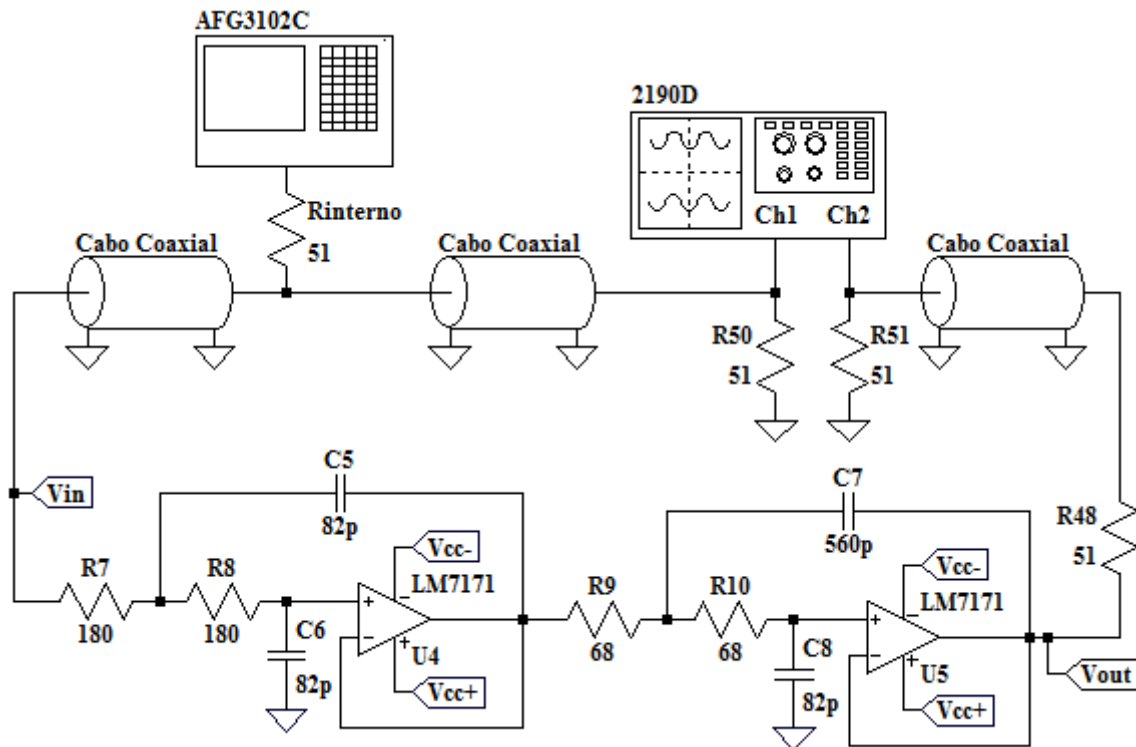 AFG3102C
2190D
Rinterno
51
Ch1
Ch2
Cabo Coaxial
Cabo Coaxial
Cabo Coaxial
R50
51
R51
51
Vin
C5
82p
C7
560p
R48
51
R7
180
R8
180
Vcc-
LM7171
+
−
−
+
C6
82p
U4
Vcc+
R9
68
R10
68
Vcc-
LM7171
+
−
−
+
C8
82p
U5
Vcc+
Vout